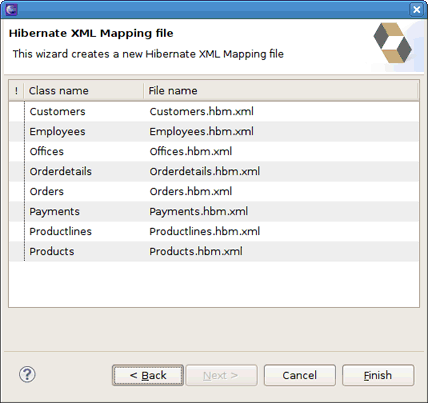 Hibernate XML Mapping file
This wizard creates a new Hibernate XML Mapping file
! Class name File name
Customers Customers.hbm.xml
Employees Employees.hbm.xml
Offices Offices.hbm.xml
Orderdetails Orderdetails.hbm.xml
Orders Orders.hbm.xml
Payments Payments.hbm.xml
Productlines Productlines.hbm.xml
Products Products.hbm.xml
? < Back Next > Cancel Finish